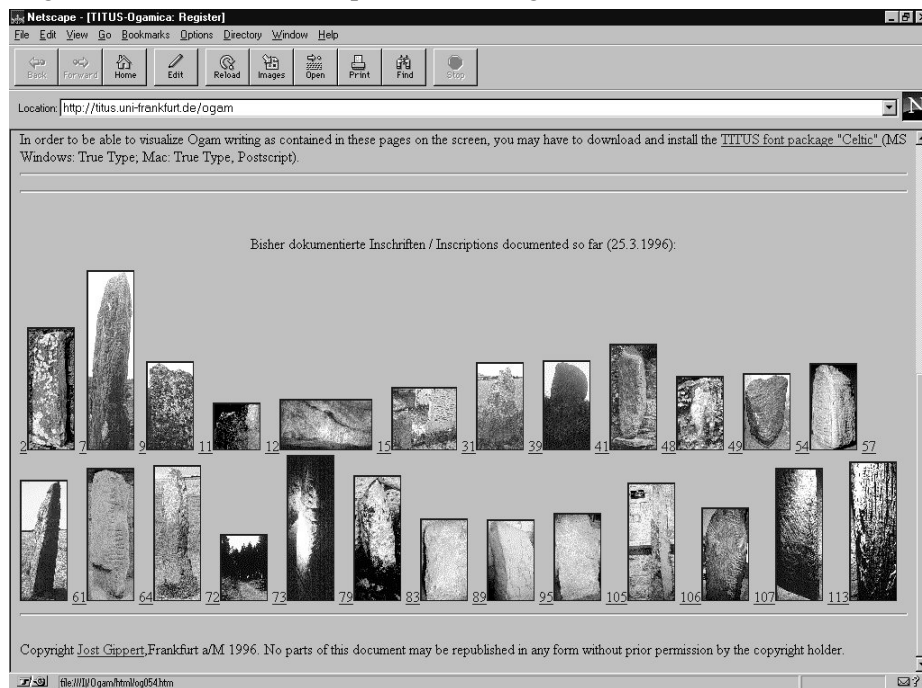 Netscape - [TITUS-Ogamica: Register]
File Edit View Go Bookmarks Options Directory Window Help
Back Forward Home Edit Reload Images Open Print Find Stop
Location: http://titus.uni-frankfurt.de/ogam
N
In order to be able to visualize Ogam writing as contained in these pages on the screen, you may have to download and install the TITUS font package "Celtic" (MS
Windows: True Type; Mac: True Type, Postscript).
Bisher dokumentierte Inschriften / Inscriptions documented so far (25.3.1996):
2 7 9 11 12 15 31 39 41 48 49 54 57
61 64 72 73 79 83 89 95 105 106 107 113
Copyright Jost Gippert,Frankfurt a/M 1996. No parts of this document may be republished in any form without prior permission by the copyright holder.
file:///I|/Ogam/html/og054.htm